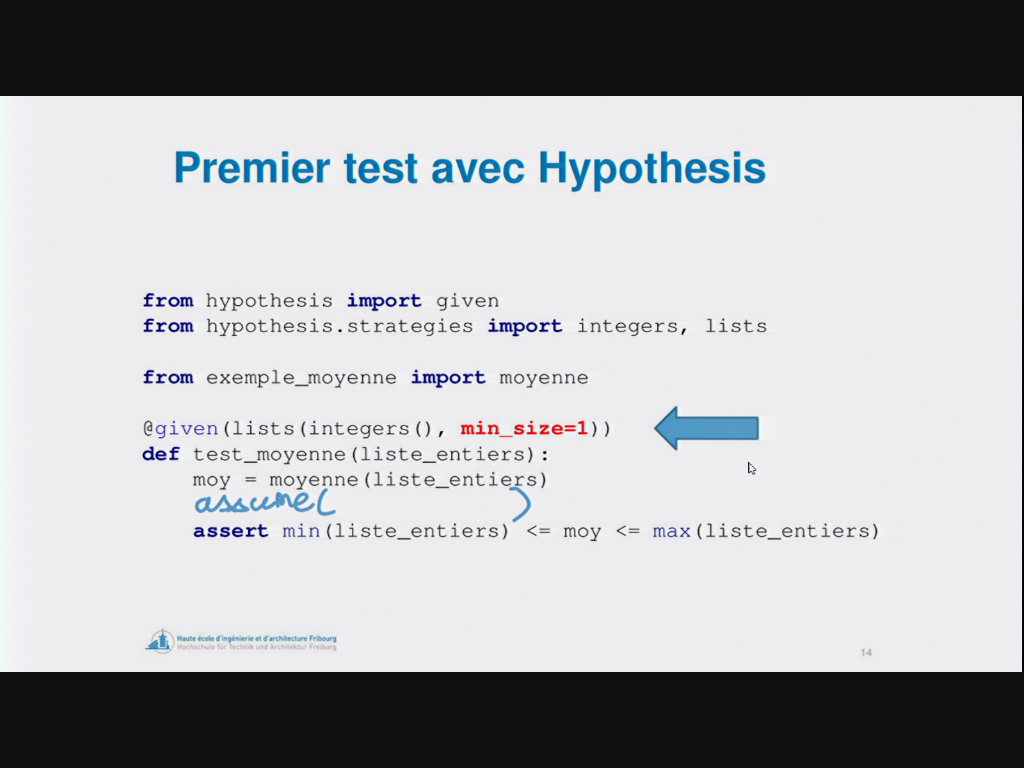 Premier test avec Hypothesis
from hypothesis import given
from hypothesis.strategies import integers, lists
from exemple_moyenne import moyenne
@given(lists(integers(), min_size=1))
def test_moyenne(liste_entiers):
moy = moyenne(liste_entiers)
assume( )
assert min(liste_entiers) <= moy <= max(liste_entiers)
Haute école d'ingénierie et d'architecture Fribourg
Hochschule für Technik und Architektur Freiburg
14